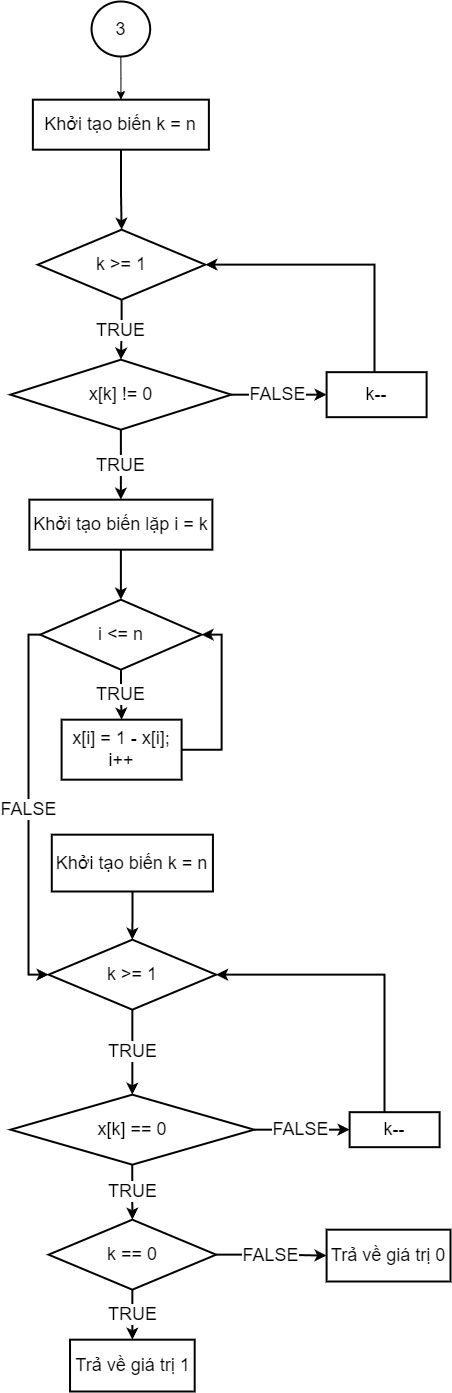 3
Khởi tạo biến k = n
k >= 1
TRUE
x[k] != 0
FALSE
k--
TRUE
Khởi tạo biến lặp i = k
i <= n
TRUE
x[i] = 1 - x[i];
i++
FALSE
Khởi tạo biến k = n
k >= 1
TRUE
x[k] == 0
FALSE
k--
TRUE
k == 0
FALSE
Trả về giá trị 0
TRUE
Trả về giá trị 1